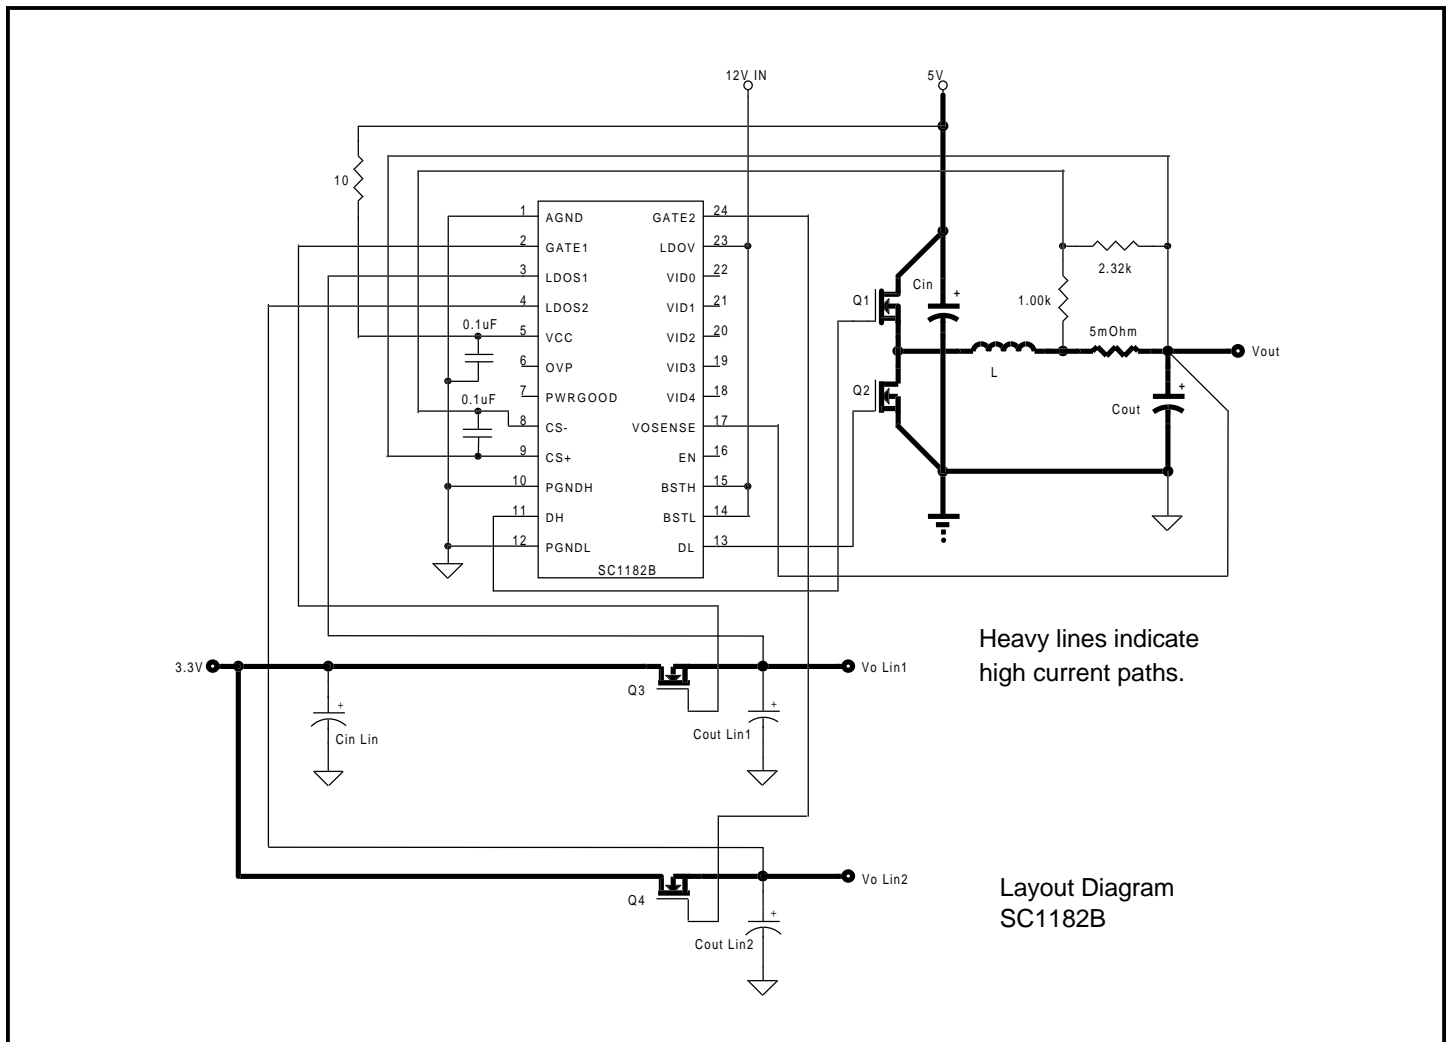 12V IN
5V
10
1
AGND
GATE2
24
2
GATE1
LDOV
23
3
LDOS1
VID0
22
4
LDOS2
VID1
21
0.1uF
5
VCC
VID2
20
6
OVP
VID3
19
0.1uF
7
PWRGOOD
VID4
18
8
CS-
VOSENSE
17
9
CS+
EN
16
10
PGNDH
BSTH
15
11
DH
BSTL
14
12
PGNDL
DL
13
SC1182B
2.32k
Cin
+
Q1
1.00k
5mOhm
Vout
L
Q2
+
Cout
Heavy lines indicate
high current paths.
3.3V
Vo Lin1
Q3
+
Cin Lin
+
Cout Lin1
Vo Lin2
Q4
+
Cout Lin2
Layout Diagram
SC1182B